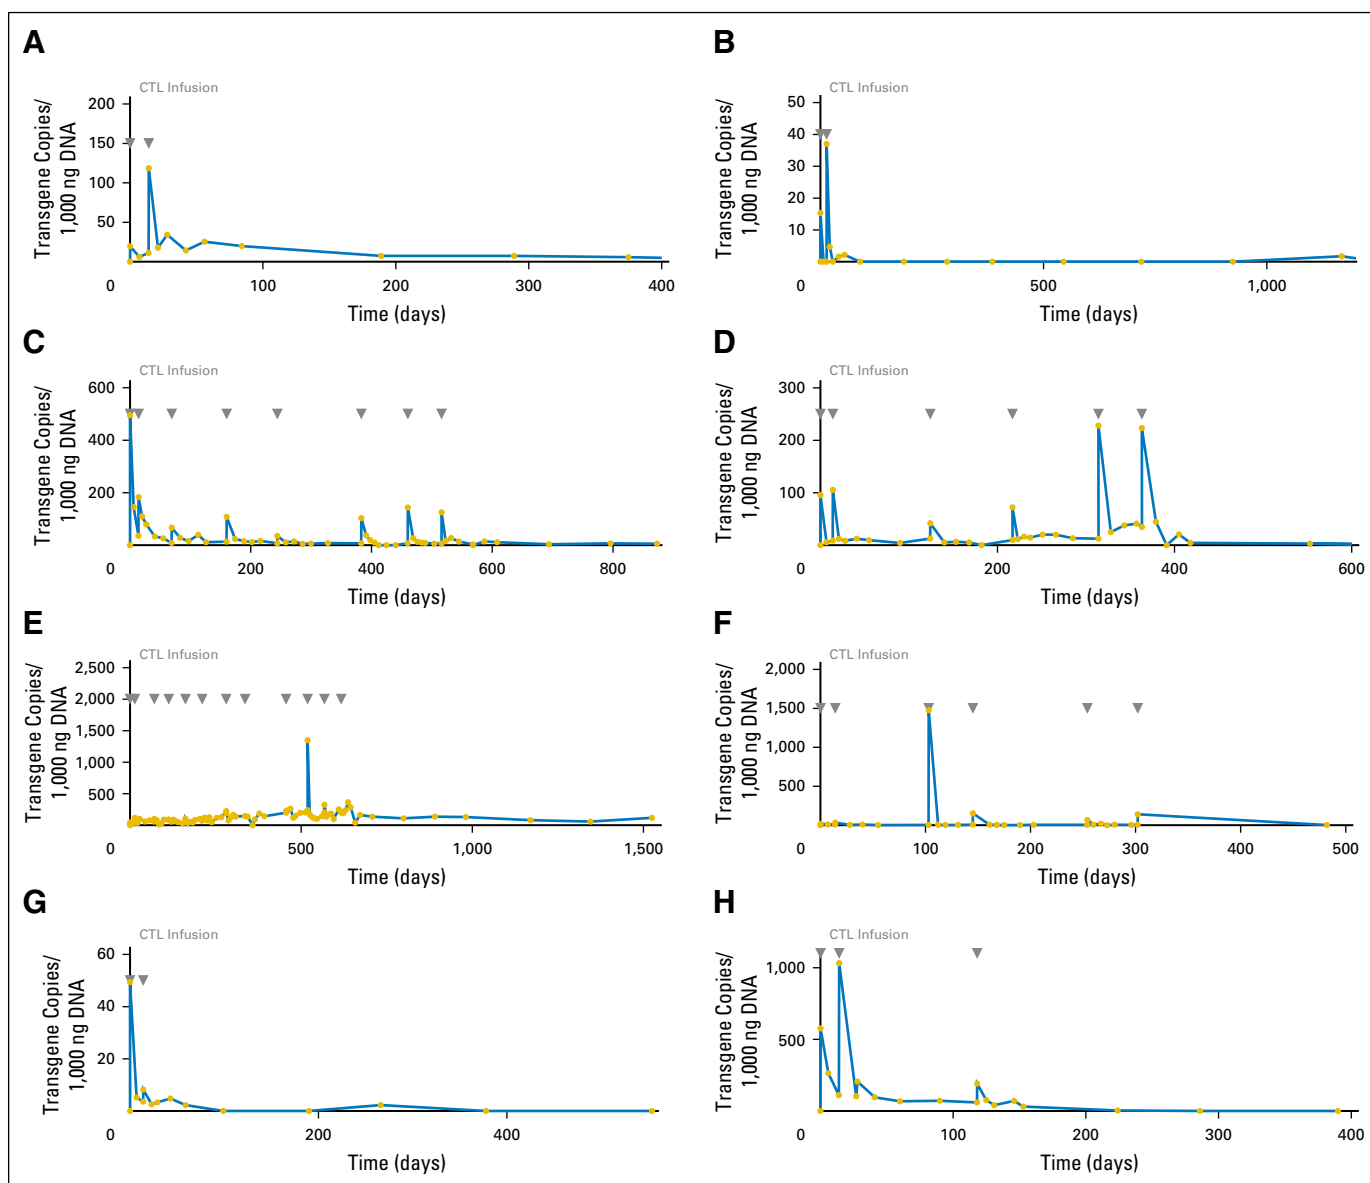 A
CTL Infusion
Transgene Copies/
1,000 ng DNA
200
150
100
50
0
100
200
300
400
Time (days)
B
CTL Infusion
Transgene Copies/
1,000 ng DNA
50
40
30
20
10
0
500
1,000
Time (days)
C
CTL Infusion
Transgene Copies/
1,000 ng DNA
600
400
200
0
200
400
600
800
Time (days)
D
CTL Infusion
Transgene Copies/
1,000 ng DNA
300
200
100
0
200
400
600
Time (days)
E
CTL Infusion
Transgene Copies/
1,000 ng DNA
2,500
2,000
1,500
1,000
500
0
500
1,000
1,500
Time (days)
F
CTL Infusion
Transgene Copies/
1,000 ng DNA
2,000
1,500
1,000
500
0
100
200
300
400
500
Time (days)
G
CTL Infusion
Transgene Copies/
1,000 ng DNA
60
40
20
0
200
400
Time (days)
H
CTL Infusion
Transgene Copies/
1,000 ng DNA
1,000
500
0
100
200
300
400
Time (days)